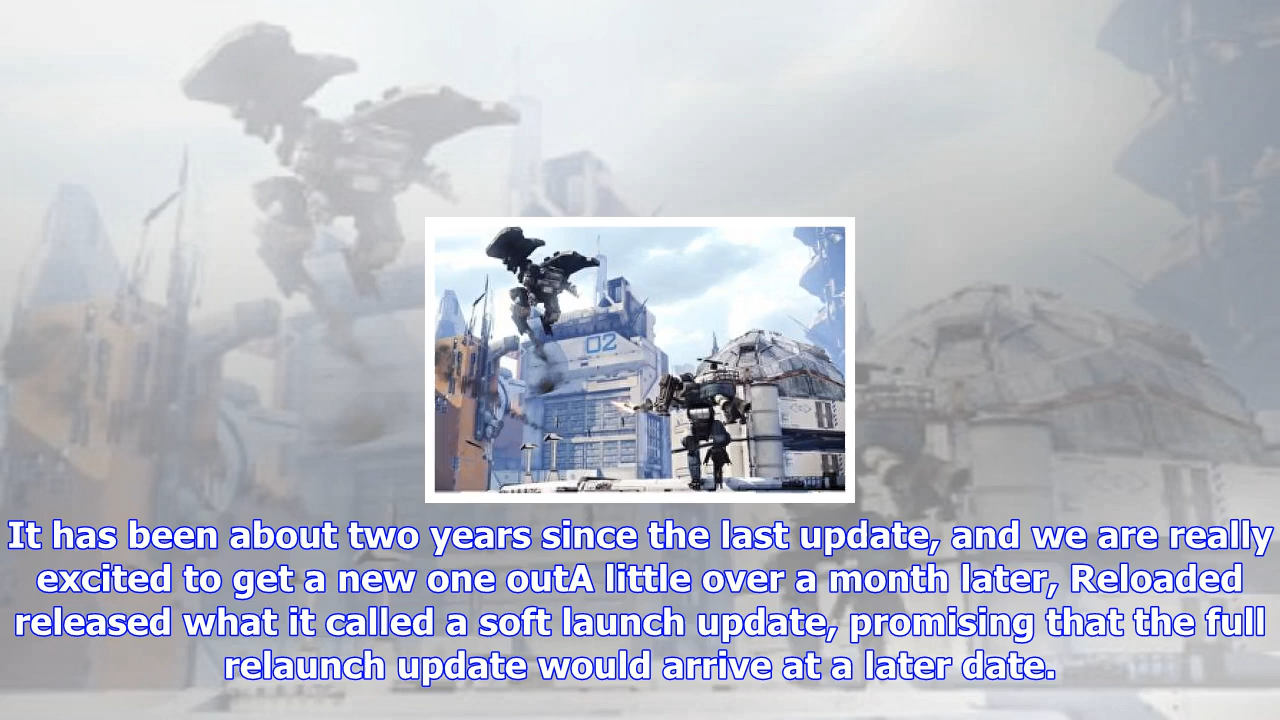 02
It has been about two years since the last update, and we are really
excited to get a new one outA little over a month later, Reloaded
released what it called a soft launch update, promising that the full
relaunch update would arrive at a later date.